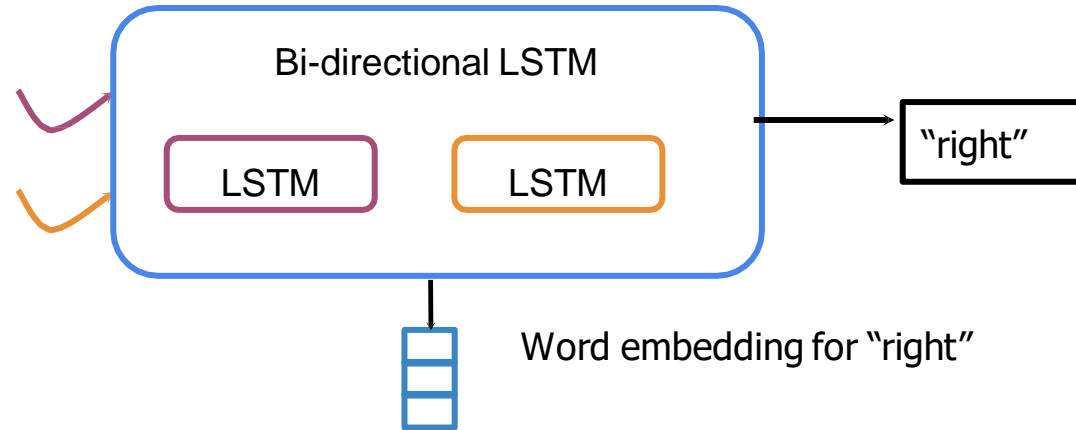 Bi-directional LSTM
LSTM
LSTM
“right”
Word embedding for “right”